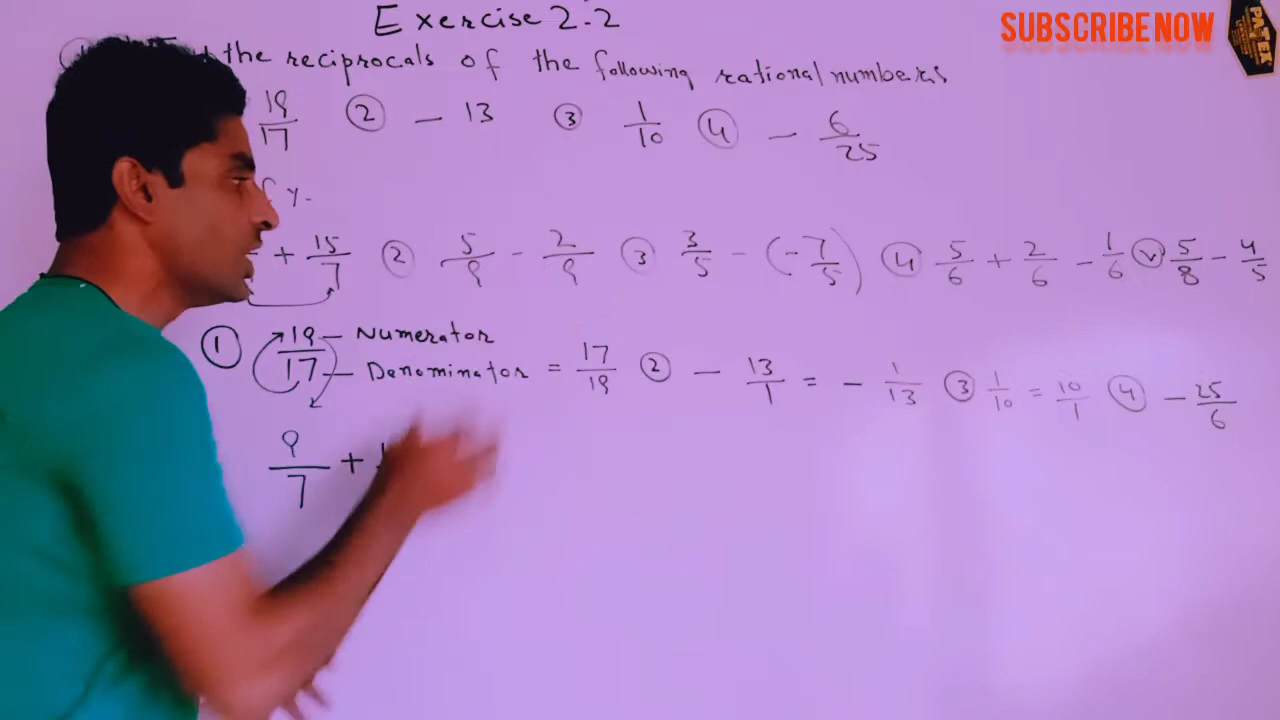 Exercise 2.2
SUBSCRIBE NOW
PATEK
the reciprocals of the following rational numbers
19/17 ② - 13 ③ 1/10 ④ - 6/25
fy.
+ 15/7 ② 5/9 - 2/9 ③ 3/5 - (-7/5) ④ 5/6 + 2/6 - 1/6 ⓥ 5/8 - 4/5
① 19/17 - Numerator - Denominator = 17/19 ② - 13/1 = - 1/13 ③ 1/10 = 10/1 ④ - 25/6
9/7 +